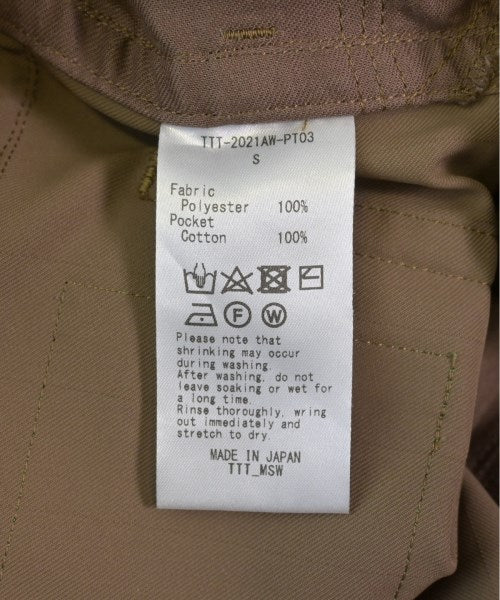 TTT-2021AW-PT03
S
Fabric
Polyester 100%
Pocket
Cotton 100%
F W
Please note that
shrinking may occur
during washing.
After washing, do not
leave soaking or wet for
a long time.
Rinse thoroughly, wring
out immediately and
stretch to dry.
MADE IN JAPAN
TTT_MSW